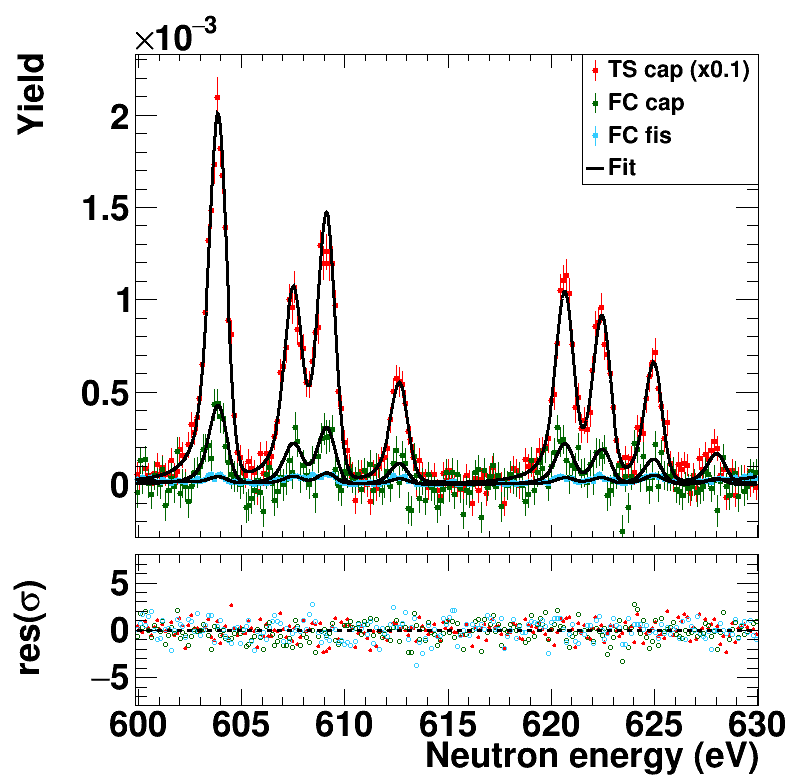 ×10⁻³
Yield
TS cap (x0.1)
FC cap
FC fis
Fit
2
1.5
1
0.5
0
res(σ)
5
0
−5
600 605 610 615 620 625 630
Neutron energy (eV)